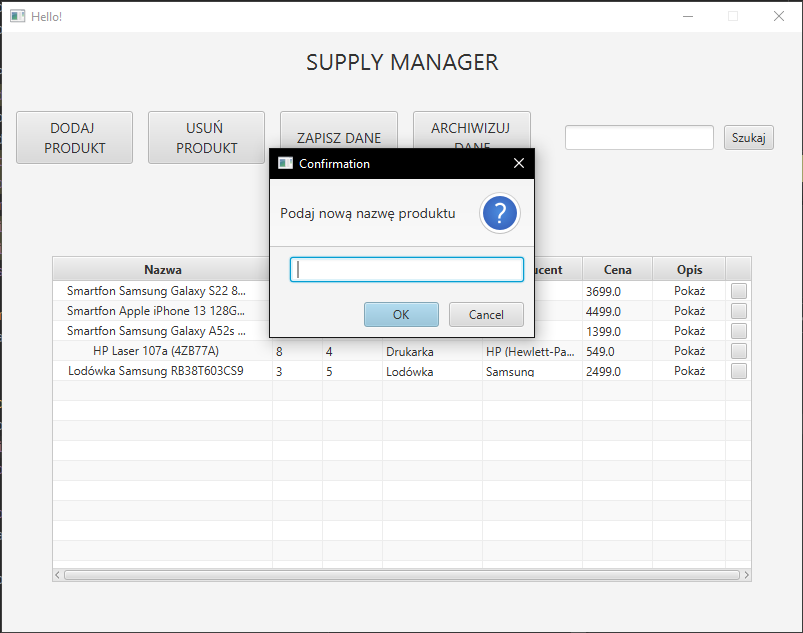 Hello!
SUPPLY MANAGER
DODAJ
PRODUKT
USUŃ
PRODUKT
ZAPISZ DANE
ARCHIWIZUJ
DANE
Szukaj
Confirmation
Podaj nową nazwę produktu
?
OK
Cancel
Nazwa ucent Cena Opis
Smartfon Samsung Galaxy S22 8... 3699.0 Pokaż
Smartfon Apple iPhone 13 128G... 4499.0 Pokaż
Smartfon Samsung Galaxy A52s ... 1399.0 Pokaż
HP Laser 107a (4ZB77A) 8 4 Drukarka HP (Hewlett-Pa... 549.0 Pokaż
Lodówka Samsung RB38T603CS9 3 5 Lodówka Samsung 2499.0 Pokaż